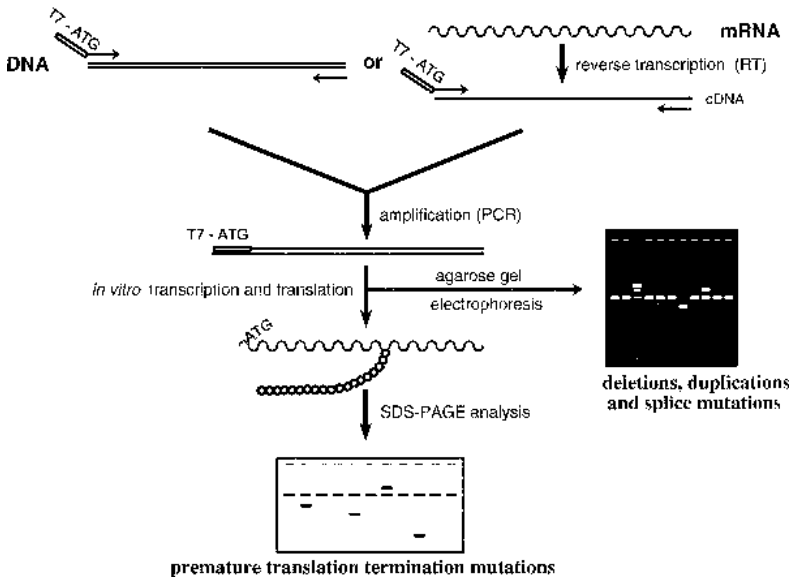 T7 - ATG
DNA
or
mRNA
reverse transcription (RT)
T7 - ATG
cDNA
amplification (PCR)
T7 - ATG
in vitro transcription and translation
agarose gel
electrophoresis
ATG
deletions, duplications
and splice mutations
SDS-PAGE analysis
premature translation termination mutations